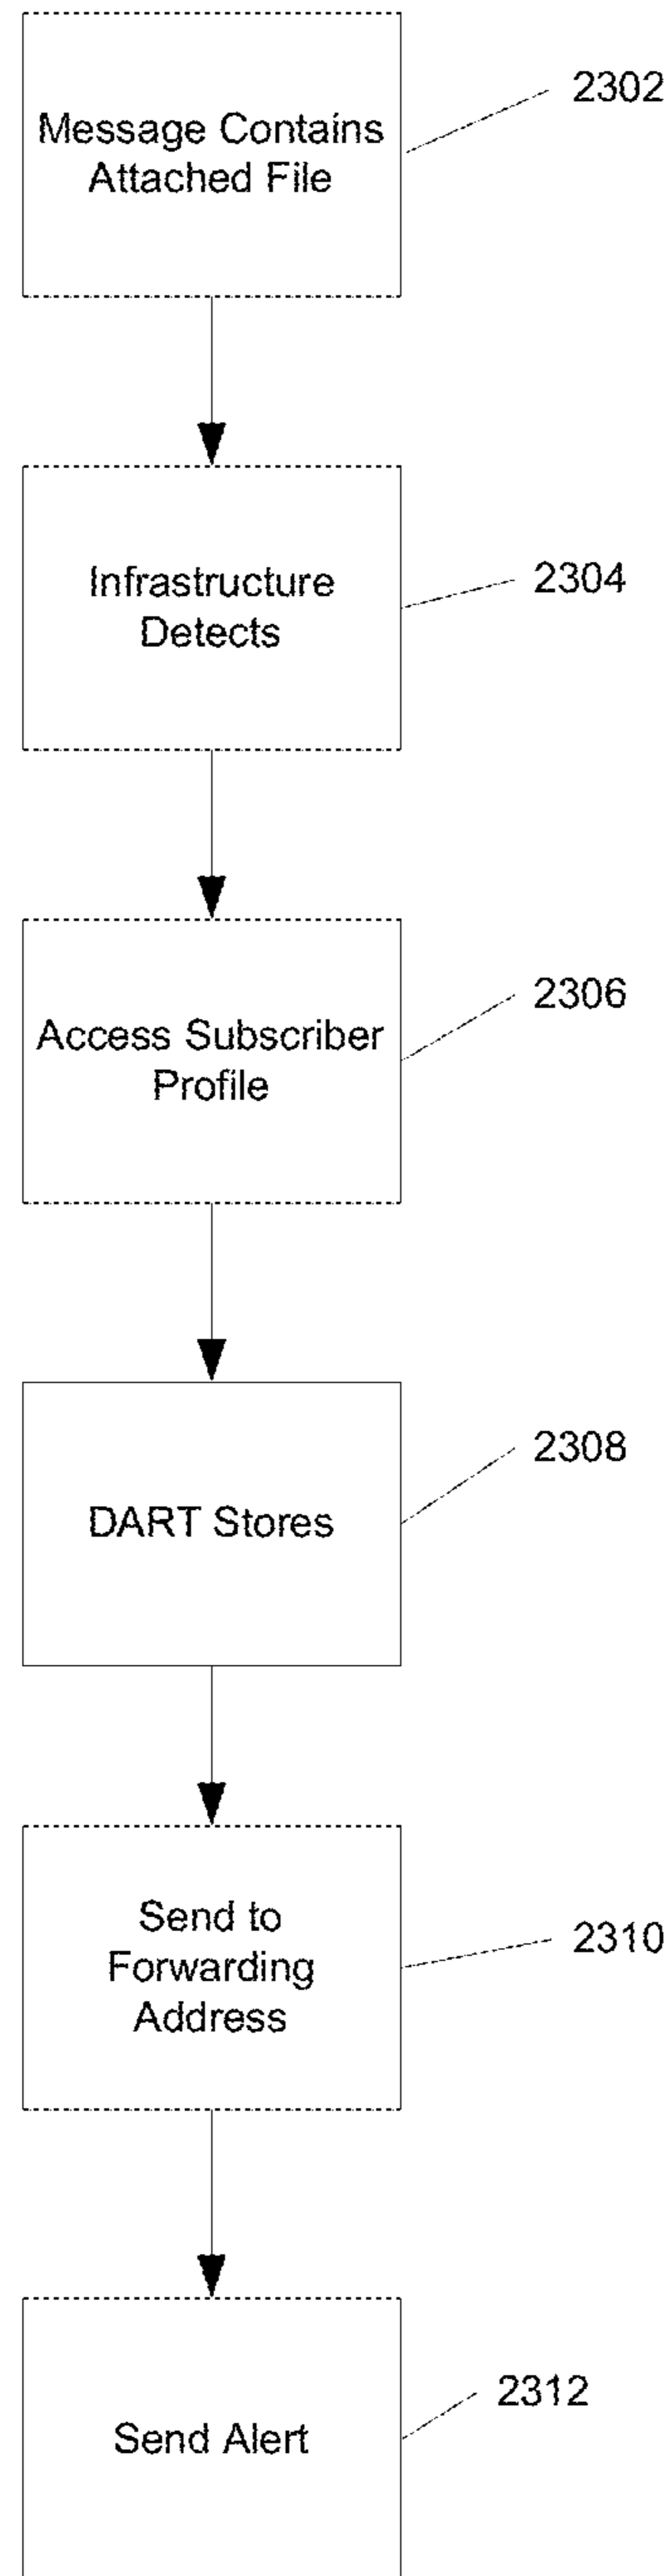 Message Contains
Attached File
2302
Infrastructure
Detects
2304
Access Subscriber
Profile
2306
DART Stores
2308
Send to
Forwarding
Address
2310
Send Alert
2312